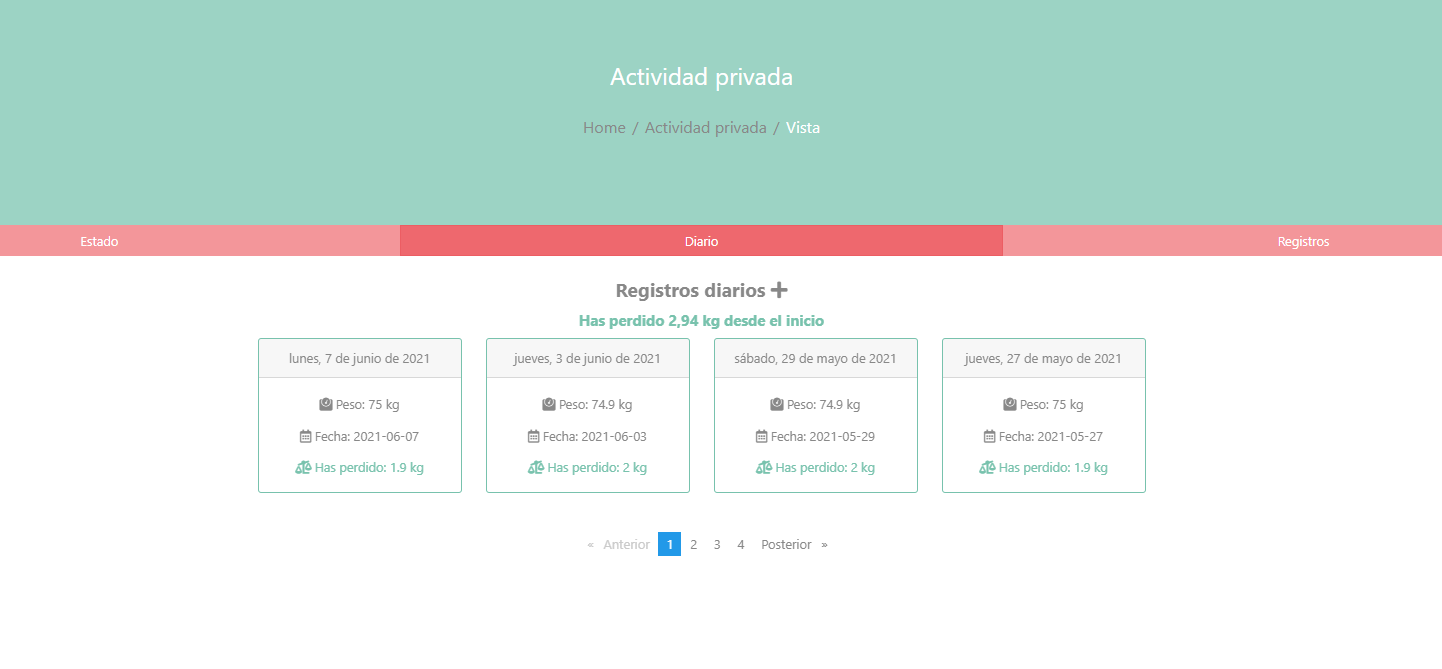 Actividad privada
Home / Actividad privada / Vista
Estado
Diario
Registros
Registros diarios
Has perdido 2,94 kg desde el inicio
lunes, 7 de junio de 2021
Peso: 75 kg
Fecha: 2021-06-07
Has perdido: 1.9 kg
jueves, 3 de junio de 2021
Peso: 74.9 kg
Fecha: 2021-06-03
Has perdido: 2 kg
sábado, 29 de mayo de 2021
Peso: 74.9 kg
Fecha: 2021-05-29
Has perdido: 2 kg
jueves, 27 de mayo de 2021
Peso: 75 kg
Fecha: 2021-05-27
Has perdido: 1.9 kg
« Anterior 1 2 3 4 Posterior »